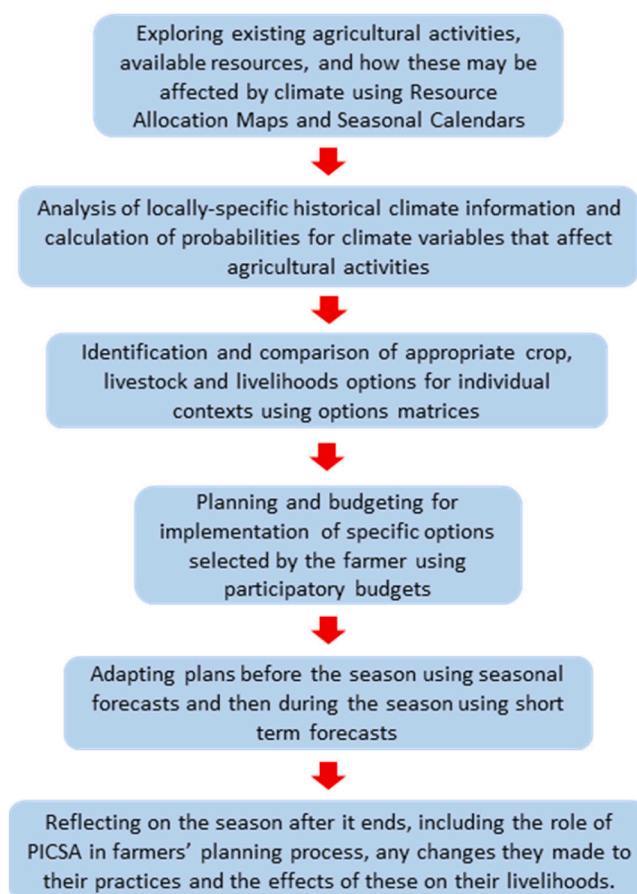 Exploring existing agricultural activities,
available resources, and how these may be
affected by climate using Resource
Allocation Maps and Seasonal Calendars
Analysis of locally-specific historical climate information and
calculation of probabilities for climate variables that affect
agricultural activities
Identification and comparison of appropriate crop,
livestock and livelihoods options for individual
contexts using options matrices
Planning and budgeting for
implementation of specific options
selected by the farmer using
participatory budgets
Adapting plans before the season using seasonal
forecasts and then during the season using short
term forecasts
Reflecting on the season after it ends, including the role of
PICSA in farmers’ planning process, any changes they made to
their practices and the effects of these on their livelihoods.